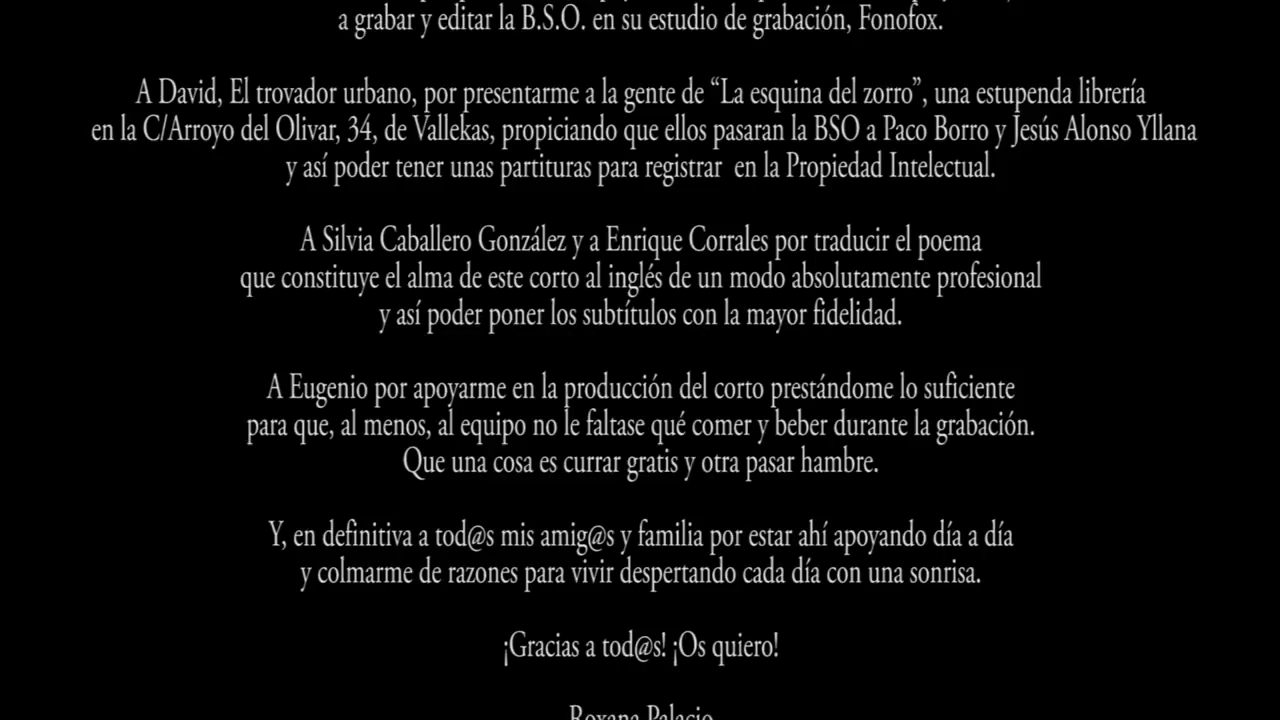 a grabar y editar la B.S.O. en su estudio de grabación, Fonofox.
A David, El trovador urbano, por presentarme a la gente de “La esquina del zorro”, una estupenda librería
en la C/Arroyo del Olivar, 34, de Vallekas, propiciando que ellos pasaran la BSO a Paco Borro y Jesús Alonso Yllana
y así poder tener unas partituras para registrar en la Propiedad Intelectual.
A Silvia Caballero González y a Enrique Corrales por traducir el poema
que constituye el alma de este corto al inglés de un modo absolutamente profesional
y así poder poner los subtítulos con la mayor fidelidad.
A Eugenio por apoyarme en la producción del corto prestándome lo suficiente
para que, al menos, al equipo no le faltase qué comer y beber durante la grabación.
Que una cosa es currar gratis y otra pasar hambre.
Y, en definitiva a tod@s mis amig@s y familia por estar ahí apoyando día a día
y colmarme de razones para vivir despertando cada día con una sonrisa.
¡Gracias a tod@s! ¡Os quiero!
Roxana Palacio